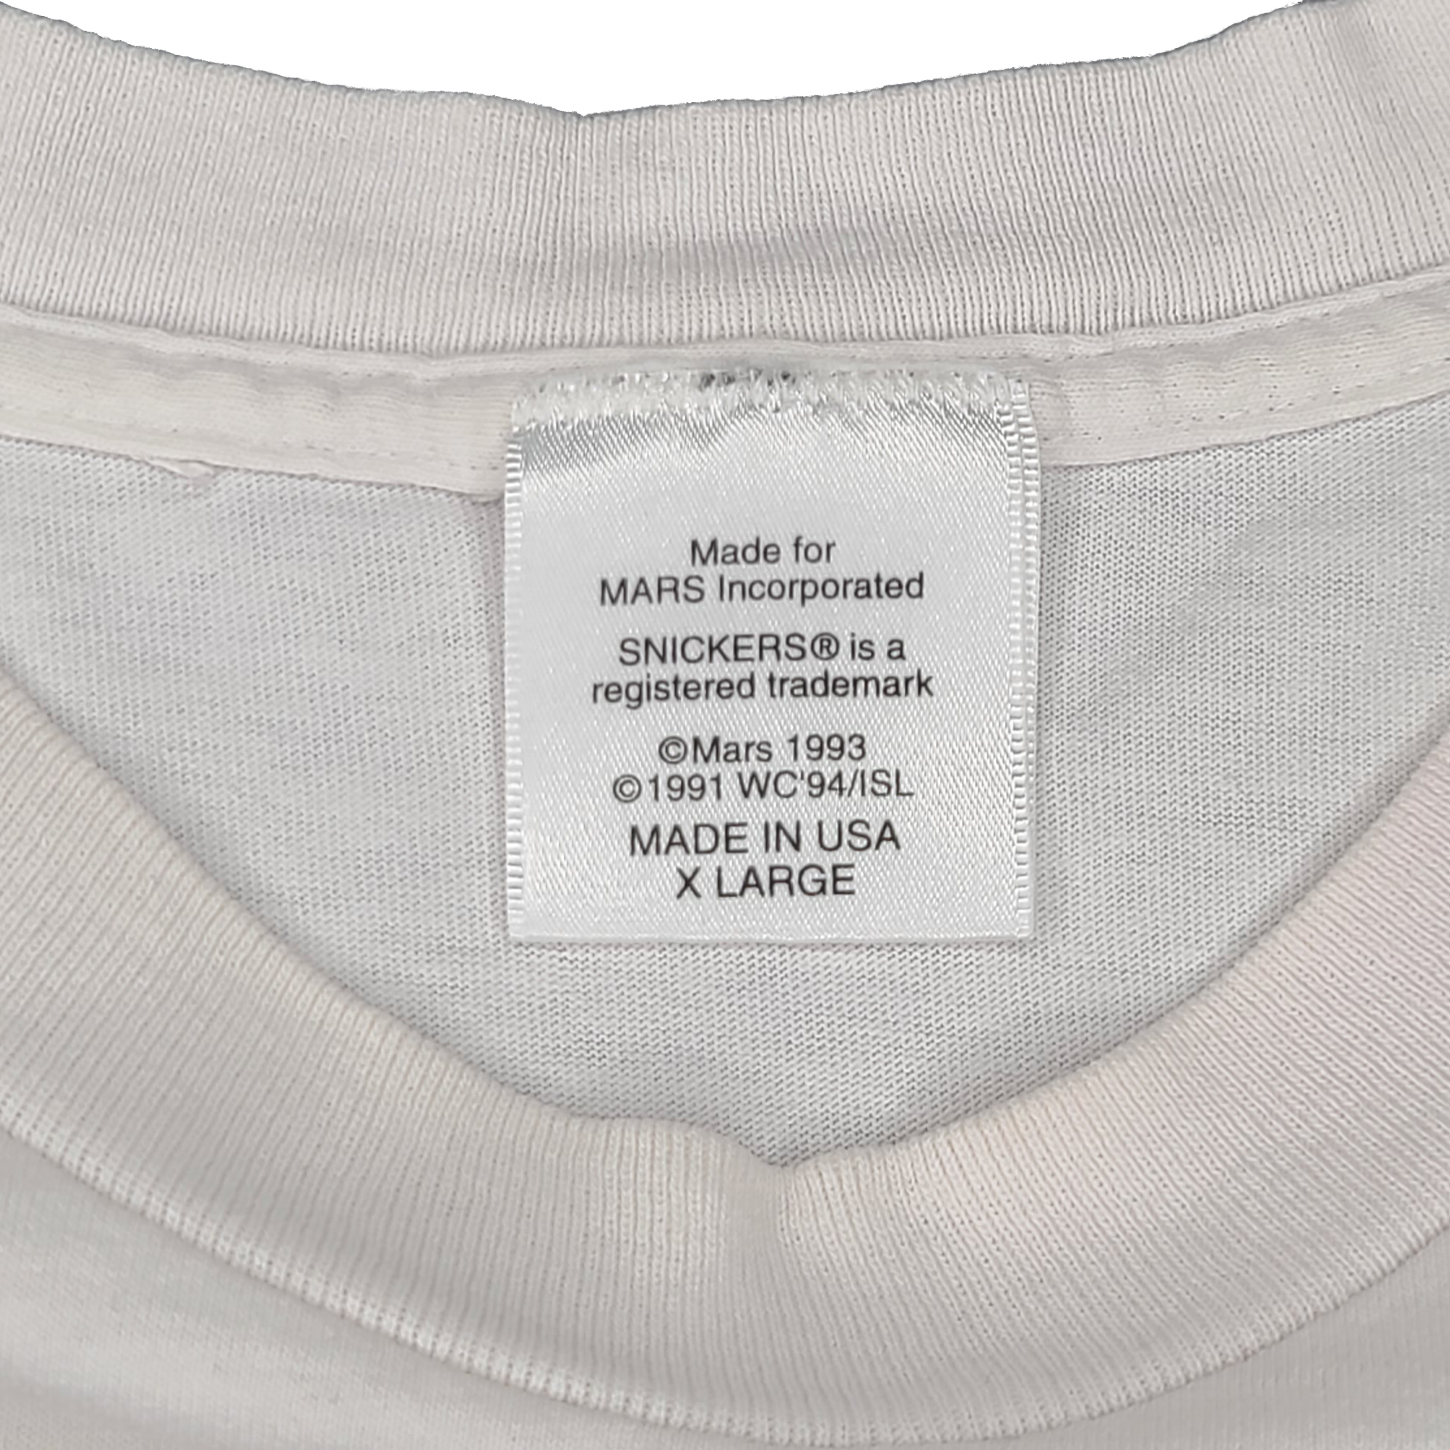 Made for
MARS Incorporated
SNICKERS® is a
registered trademark
©Mars 1993
©1991 WC'94/ISL
MADE IN USA
X LARGE